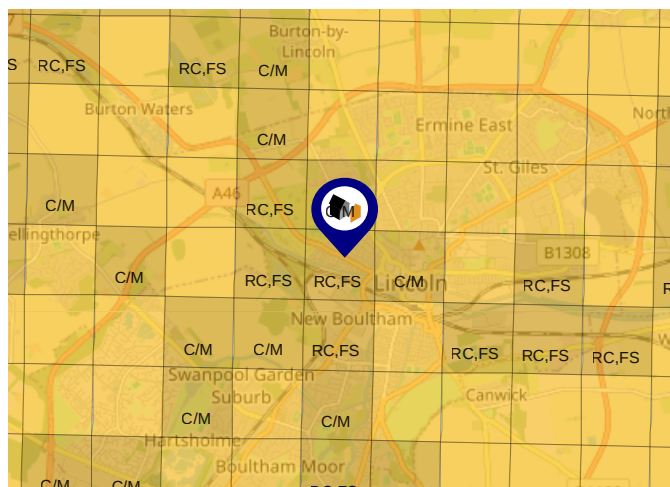 Burton-by-
Lincoln
RC,FS
RC,FS
C/M
Burton Waters
Ermine East
C/M
St. Giles
A46
C/M
RC,FS
C/M
ellingthorpe
B1308
C/M
RC,FS
RC,FS
Lincoln
C/M
RC,FS
New Boultham
C/M
C/M
RC,FS
RC,FS
RC,FS
RC,FS
Swanpool Garden
Suburb
Canwick
C/M
C/M
Hartsholme
Boultham Moor
C/M
C/M